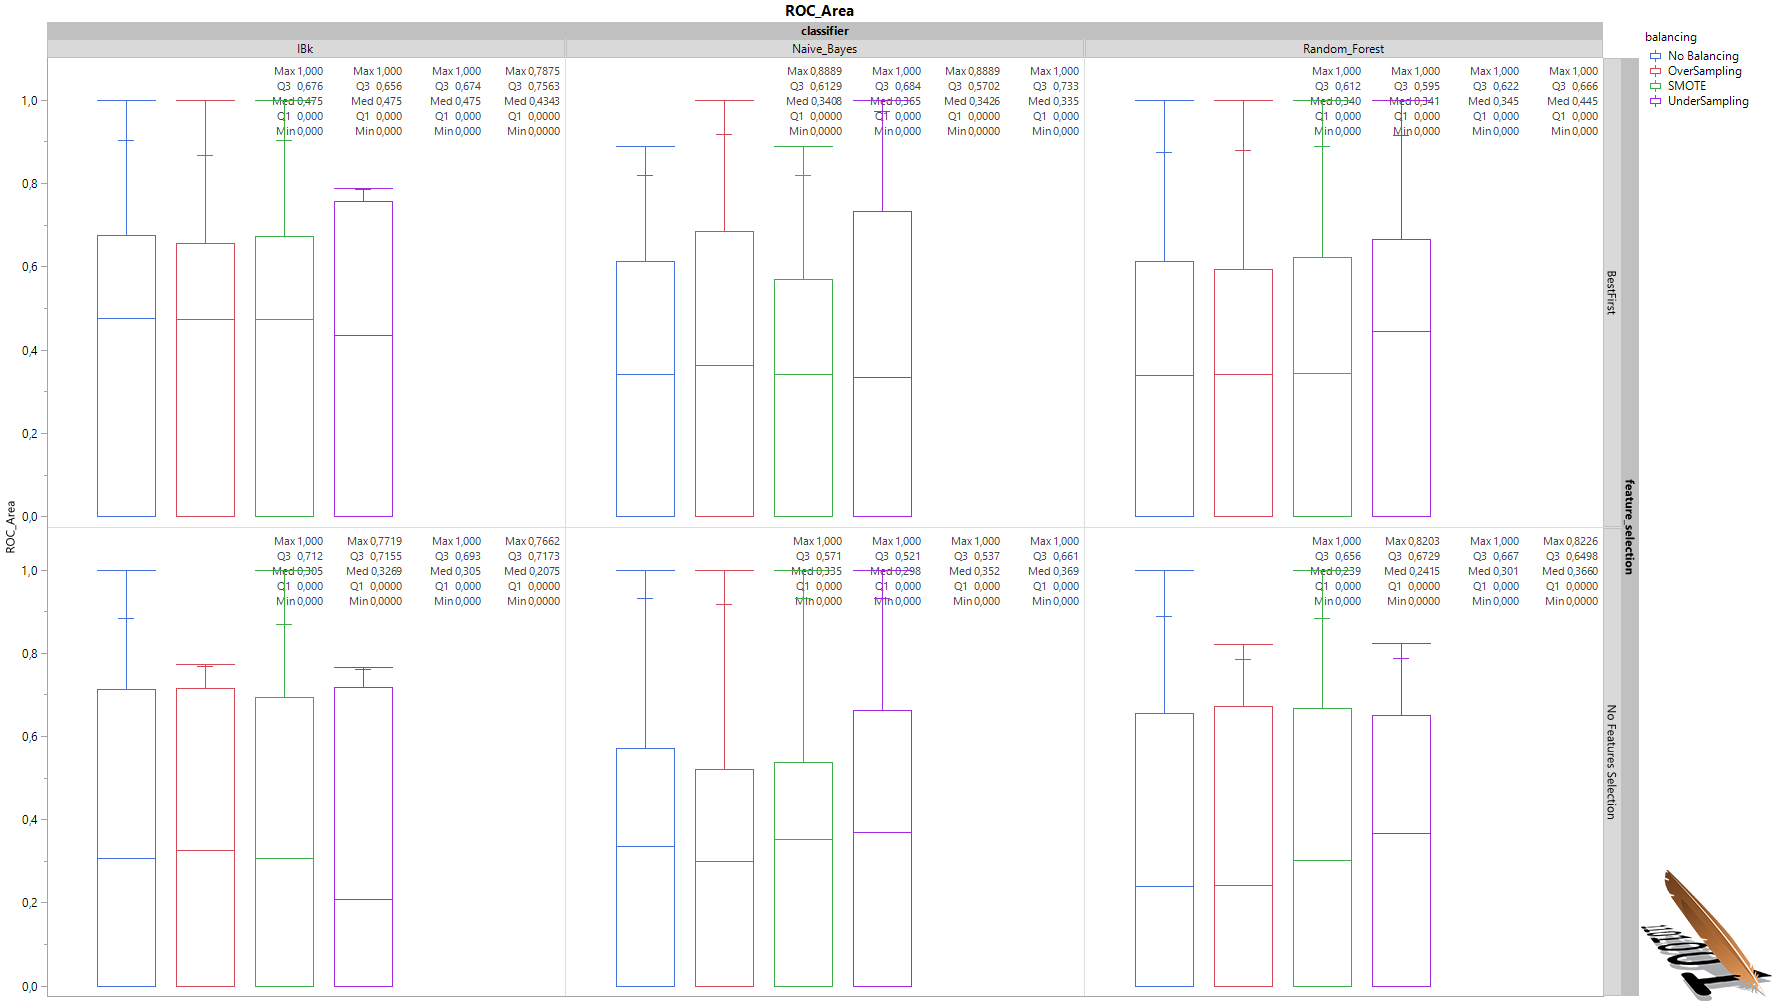 ROC_Area
classifier
IBk Naive_Bayes Random_Forest
balancing
No Balancing
OverSampling
SMOTE
UnderSampling
Max 1,000 Max 1,000 Max 1,000 Max 0,7875 Max 0,8889 Max 1,000 Max 0,8889 Max 1,000 Max 1,000 Max 1,000 Max 1,000 Max 1,000
Q3 0,676 Q3 0,656 Q3 0,674 Q3 0,7563 Q3 0,6129 Q3 0,684 Q3 0,5702 Q3 0,733 Q3 0,612 Q3 0,595 Q3 0,622 Q3 0,666
1,0 Med 0,475 Med 0,475 Med 0,475 Med 0,4343 Med 0,3408 Med 0,365 Med 0,3426 Med 0,335 Med 0,340 Med 0,341 Med 0,345 Med 0,445
Q1 0,000 Q1 0,000 Q1 0,000 Q1 0,0000 Q1 0,0000 Q1 0,000 Q1 0,0000 Q1 0,000 Q1 0,000 Q1 0,000 Q1 0,000 Q1 0,000
Min 0,000 Min 0,000 Min 0,000 Min 0,0000 Min 0,0000 Min 0,000 Min 0,0000 Min 0,000 Min 0,000 Min 0,000 Min 0,000 Min 0,000
0,8
0,6
0,4
0,2
0,0
BestFirst
ROC_Area
feature_selection
Max 1,000 Max 0,7719 Max 1,000 Max 0,7662 Max 1,000 Max 1,000 Max 1,000 Max 1,000 Max 1,000 Max 0,8203 Max 1,000 Max 0,8226
Q3 0,712 Q3 0,7155 Q3 0,693 Q3 0,7173 Q3 0,571 Q3 0,521 Q3 0,537 Q3 0,661 Q3 0,656 Q3 0,6729 Q3 0,667 Q3 0,6498
1,0 Med 0,305 Med 0,3269 Med 0,305 Med 0,2075 Med 0,335 Med 0,298 Med 0,352 Med 0,369 Med 0,239 Med 0,2415 Med 0,301 Med 0,3660
Q1 0,000 Q1 0,0000 Q1 0,000 Q1 0,0000 Q1 0,000 Q1 0,000 Q1 0,000 Q1 0,000 Q1 0,000 Q1 0,0000 Q1 0,000 Q1 0,0000
Min 0,000 Min 0,0000 Min 0,000 Min 0,0000 Min 0,000 Min 0,000 Min 0,000 Min 0,000 Min 0,000 Min 0,0000 Min 0,000 Min 0,0000
0,8
0,6
0,4
0,2
0,0
No Features Selection